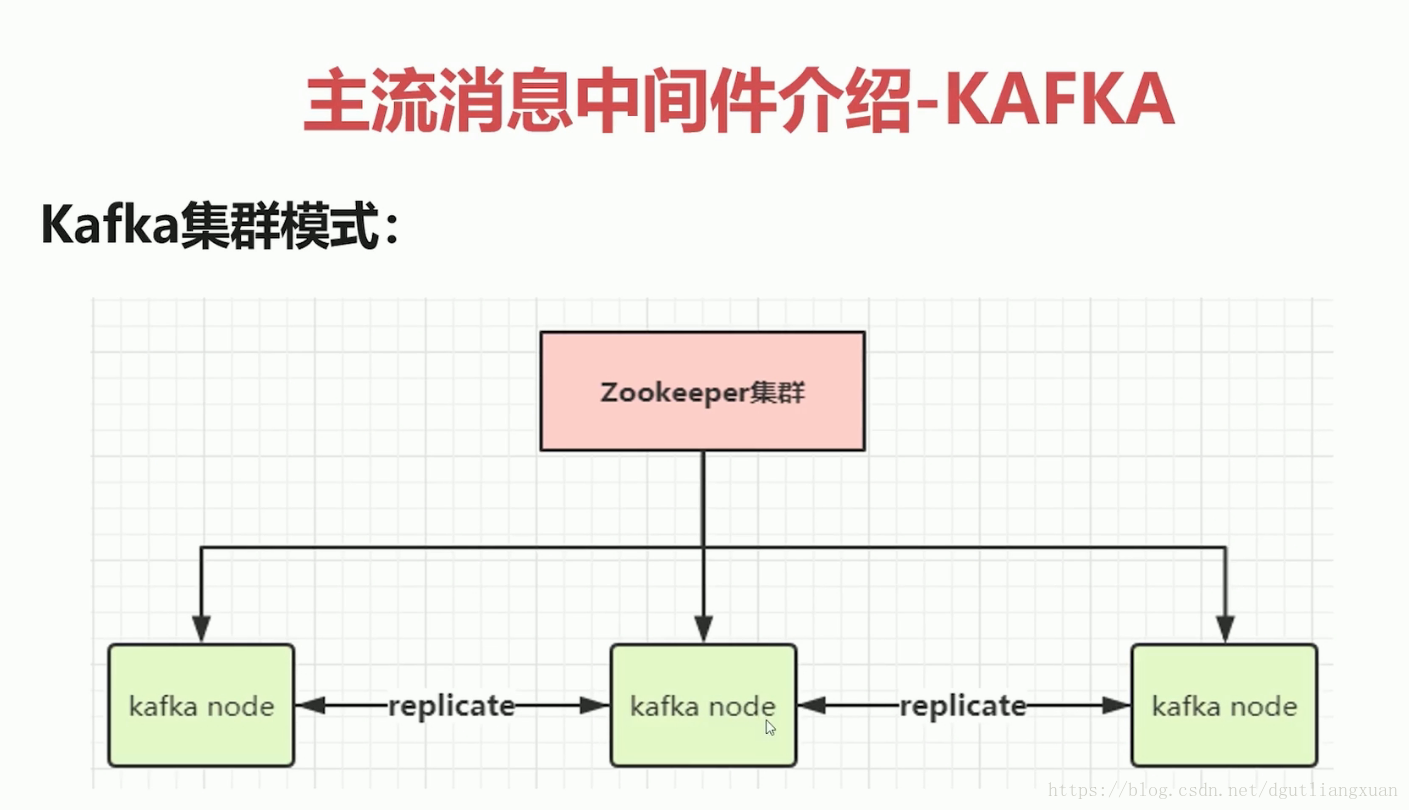 主流消息中间件介绍-KAFKA
Kafka集群模式：
Zookeeper集群
kafka node
replicate
kafka node
replicate
kafka node
https://blog.csdn.net/dgutliangxuan